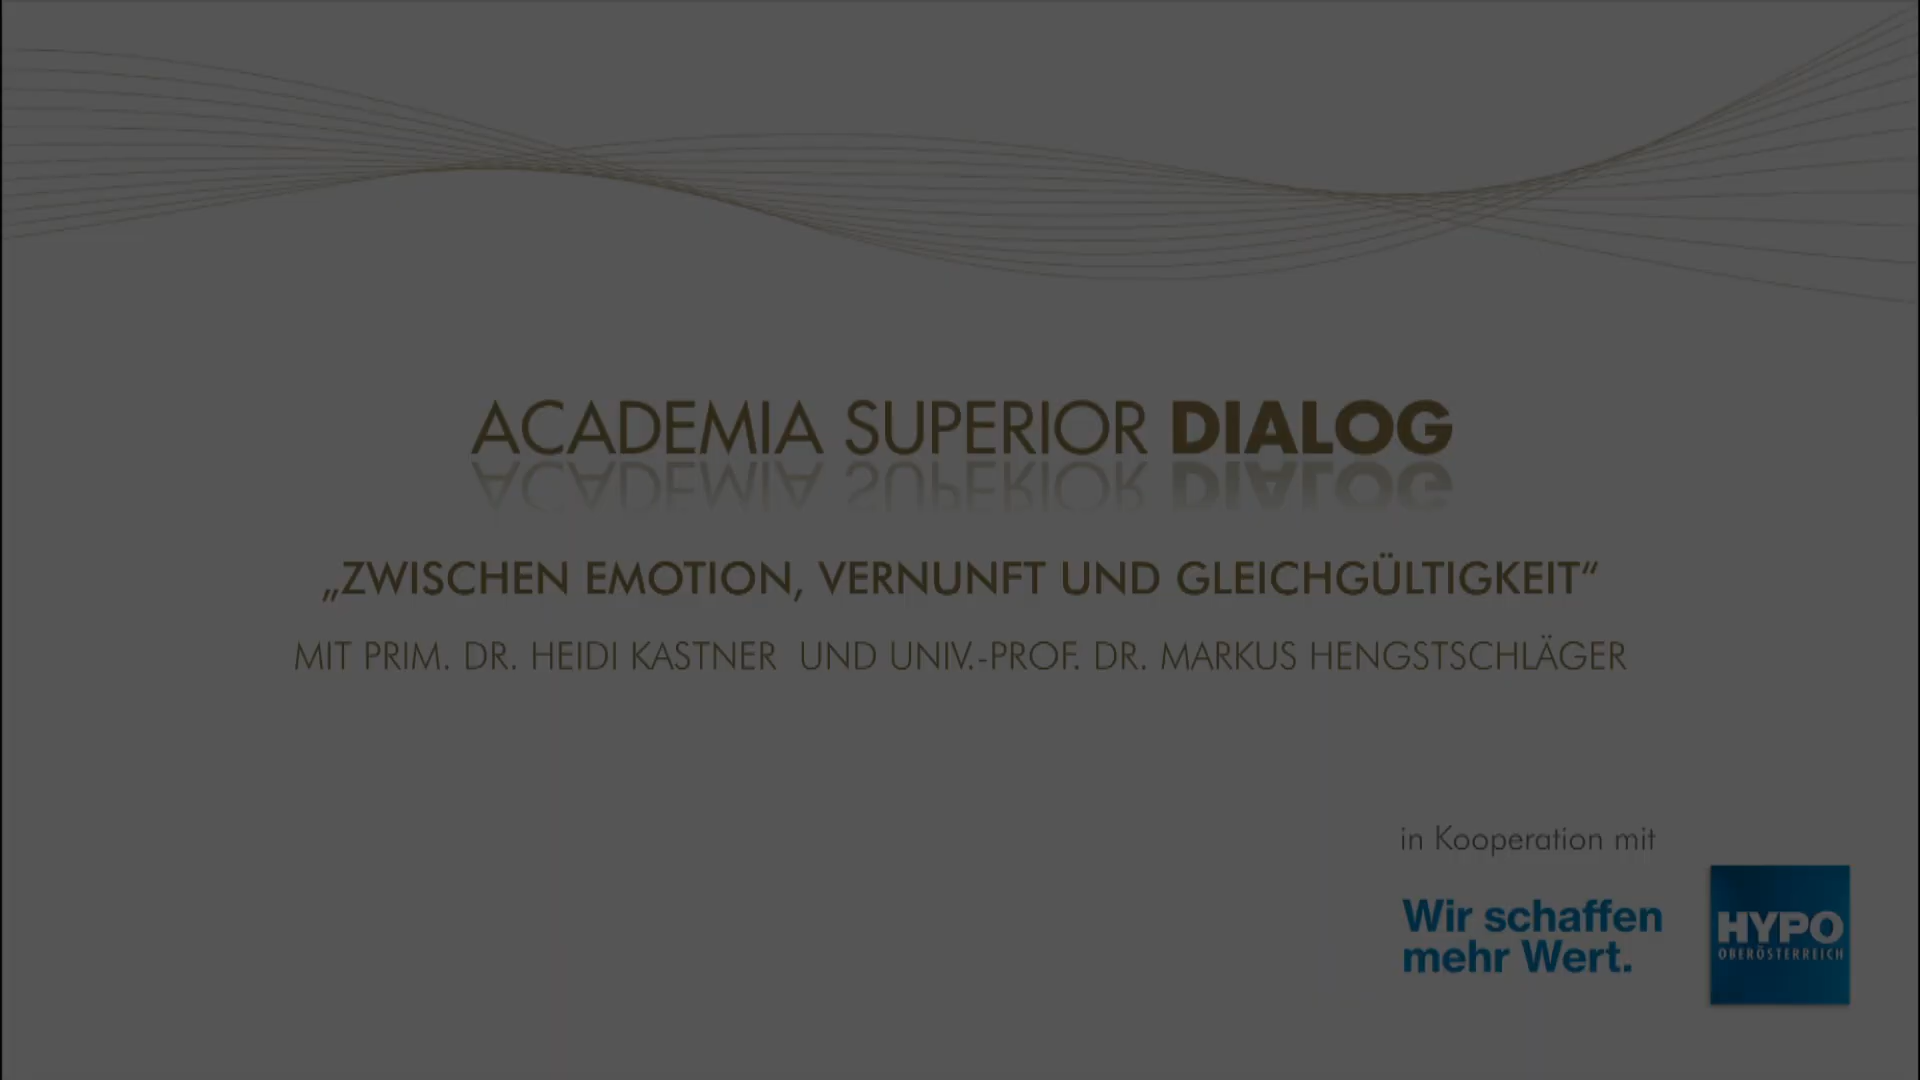 ACADEMIA SUPERIOR DIALOG
„ZWISCHEN EMOTION, VERNUNFT UND GLEICHGÜLTIGKEIT“
MIT PRIM. DR. HEIDI KASTNER UND UNIV.-PROF. DR. MARKUS HENGSTSCHLÄGER
in Kooperation mit
Wir schaffen
mehr Wert.
HYPO
OBERÖSTERREICH